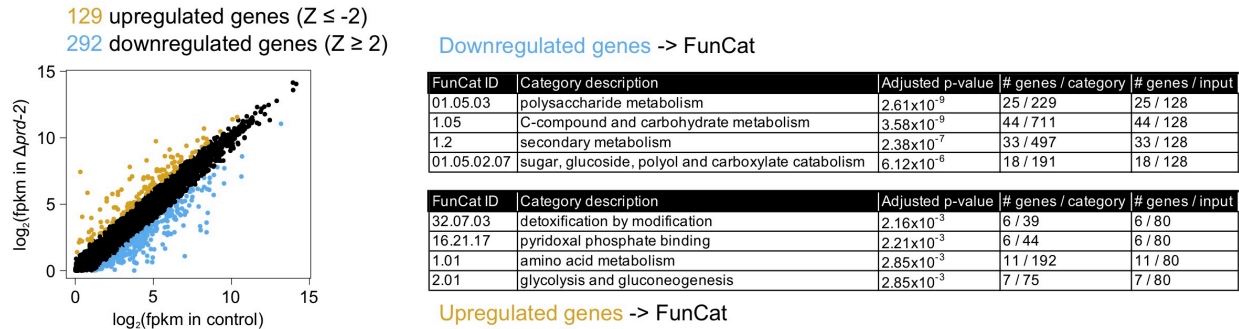 129 upregulated genes (Z ≤ -2)
292 downregulated genes (Z ≥ 2)
15
10
5
0
log₂(fpkm in Δprd-2)
0 5 10 15
log₂(fpkm in control)
Downregulated genes -> FunCat
FunCat ID Category description Adjusted p-value # genes / category # genes / input
01.05.03 polysaccharide metabolism 2.61x10⁻⁹ 25 / 229 25 / 128
1.05 C-compound and carbohydrate metabolism 3.58x10⁻⁹ 44 / 711 44 / 128
1.2 secondary metabolism 2.38x10⁻⁷ 33 / 497 33 / 128
01.05.02.07 sugar, glucoside, polyol and carboxylate catabolism 6.12x10⁻⁶ 18 / 191 18 / 128
FunCat ID Category description Adjusted p-value # genes / category # genes / input
32.07.03 detoxification by modification 2.16x10⁻³ 6 / 39 6 / 80
16.21.17 pyridoxal phosphate binding 2.21x10⁻³ 6 / 44 6 / 80
1.01 amino acid metabolism 2.85x10⁻³ 11 / 192 11 / 80
2.01 glycolysis and gluconeogenesis 2.85x10⁻³ 7 / 75 7 / 80
Upregulated genes -> FunCat